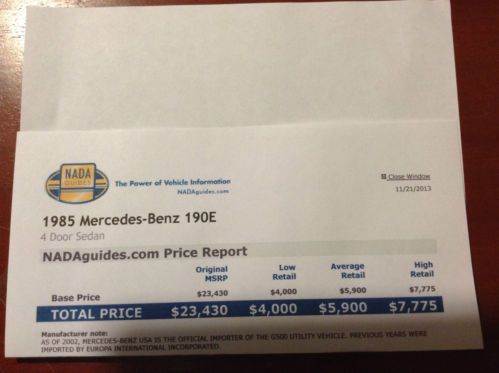 NADA
GUIDES
The Power of Vehicle Information
NADAguides.com
Close Window
11/21/2013
1985 Mercedes-Benz 190E
4 Door Sedan
NADAguides.com Price Report
Original MSRP Low Retail Average Retail High Retail
Base Price $23,430 $4,000 $5,900 $7,775
TOTAL PRICE $23,430 $4,000 $5,900 $7,775
Manufacturer note:
AS OF 2002, MERCEDES-BENZ USA IS THE OFFICIAL IMPORTER OF THE G500 UTILITY VEHICLE. PREVIOUS YEARS WERE
IMPORTED BY EUROPA INTERNATIONAL INCORPORATED.